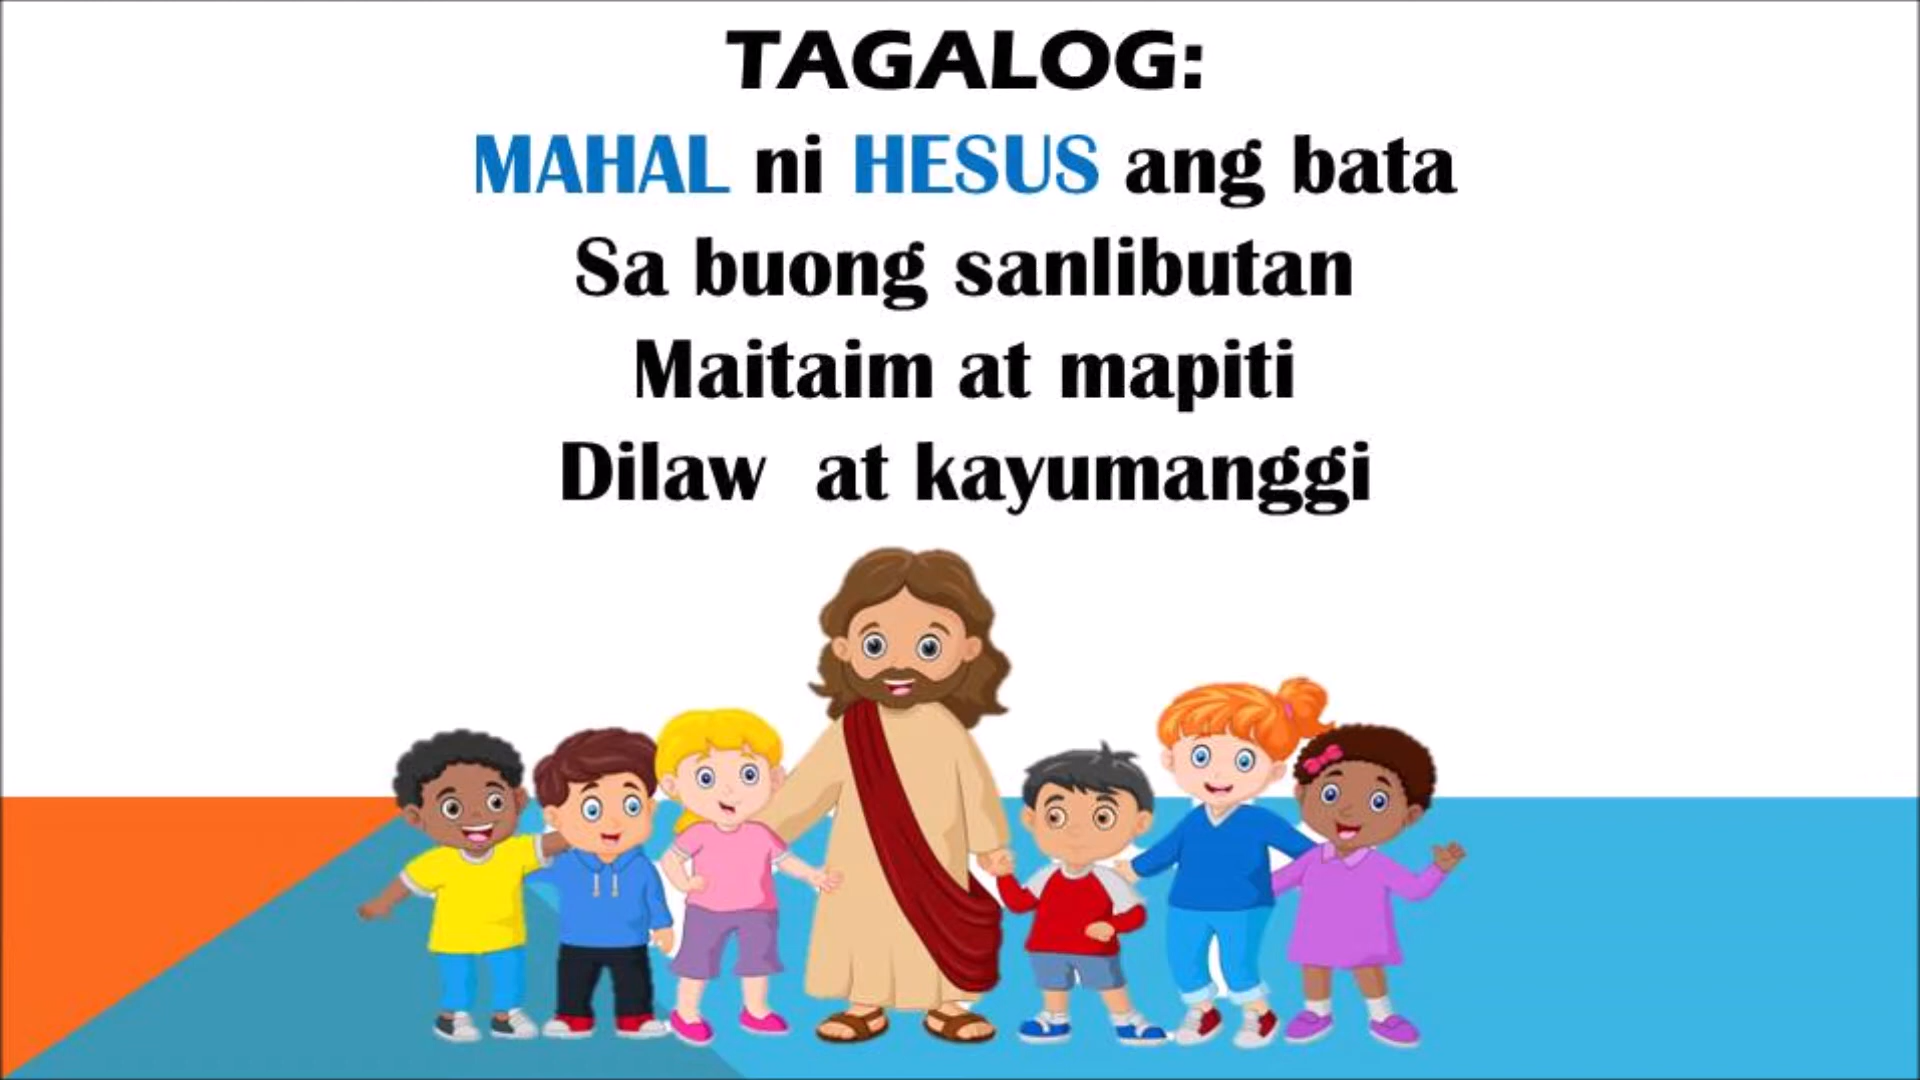 TAGALOG:
MAHAL ni HESUS ang bata
Sa buong sanlibutan
Maitaim at mapiti
Dilaw at kayumanggi